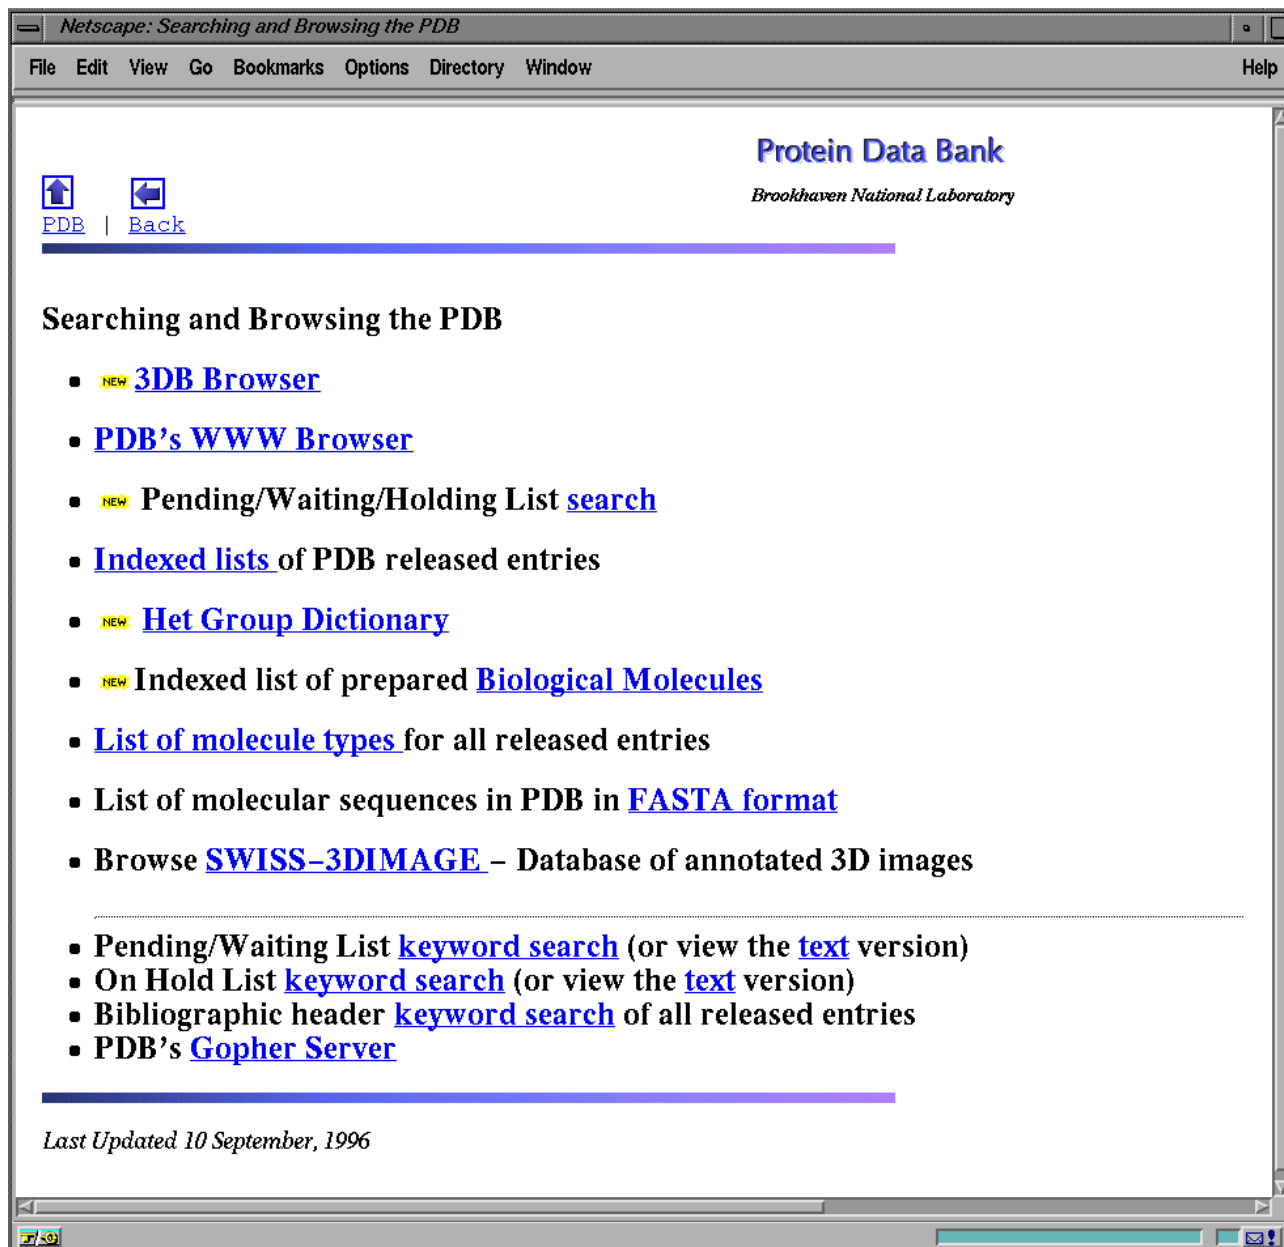 Netscape: Searching and Browsing the PDB
File Edit View Go Bookmarks Options Directory Window Help
Protein Data Bank
Brookhaven National Laboratory
PDB | Back
Searching and Browsing the PDB
NEW 3DB Browser
PDB's WWW Browser
NEW Pending/Waiting/Holding List search
Indexed lists of PDB released entries
NEW Het Group Dictionary
NEW Indexed list of prepared Biological Molecules
List of molecule types for all released entries
List of molecular sequences in PDB in FASTA format
Browse SWISS-3DIMAGE - Database of annotated 3D images
Pending/Waiting List keyword search (or view the text version)
On Hold List keyword search (or view the text version)
Bibliographic header keyword search of all released entries
PDB's Gopher Server
Last Updated 10 September, 1996